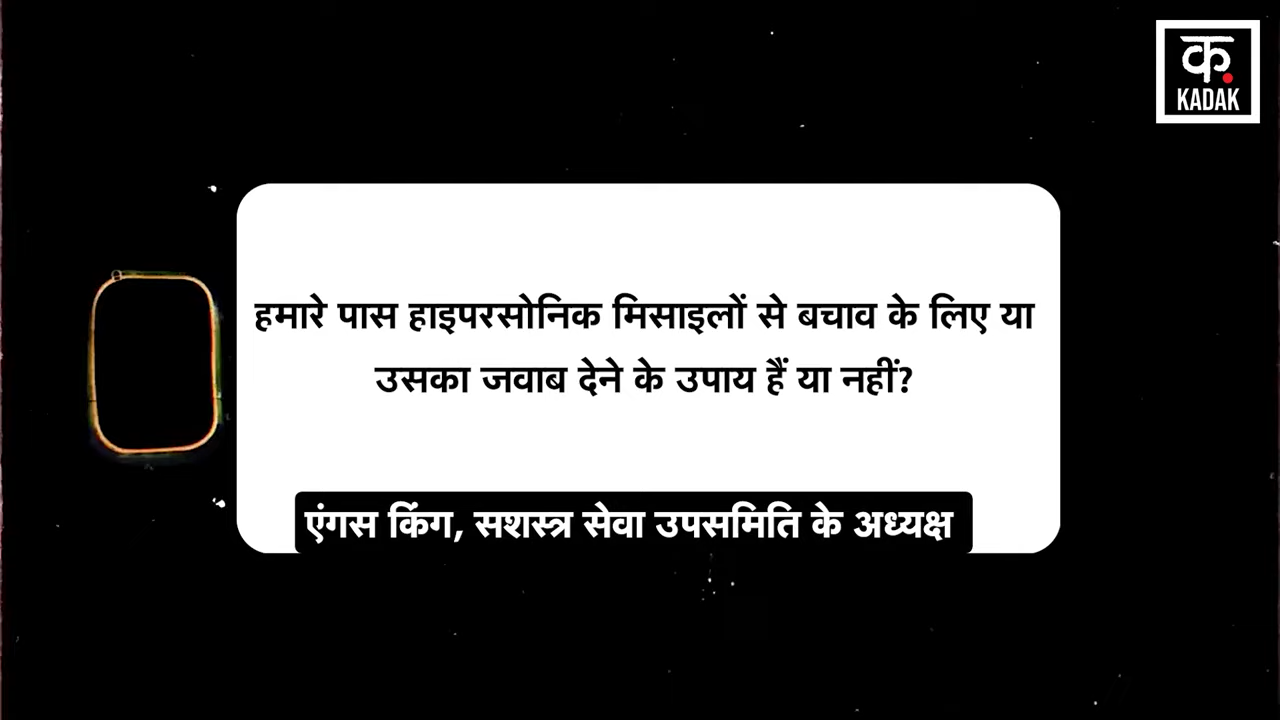 क.
KADAK
हमारे पास हाइपरसोनिक मिसाइलों से बचाव के लिए या
उसका जवाब देने के उपाय हैं या नहीं?
एंगस किंग, सशस्त्र सेवा उपसमिति के अध्यक्ष